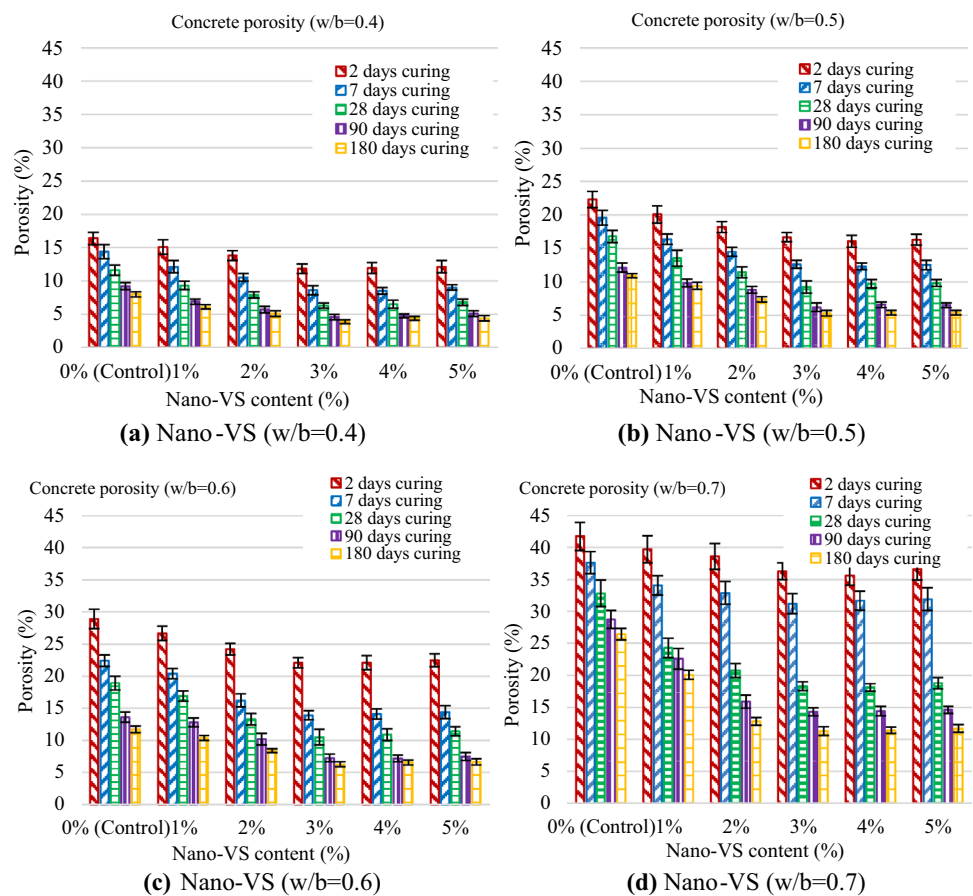 Concrete porosity (w/b=0.4)
45
40
35
30
25
20
15
10
5
0
Porosity (%)
2 days curing
7 days curing
28 days curing
90 days curing
180 days curing
0% (Control) 1% 2% 3% 4% 5%
Nano-VS content (%)
(a) Nano-VS (w/b=0.4)
Concrete porosity (w/b=0.5)
45
40
35
30
25
20
15
10
5
0
Porosity (%)
2 days curing
7 days curing
28 days curing
90 days curing
180 days curing
0% (Control) 1% 2% 3% 4% 5%
Nano-VS content (%)
(b) Nano-VS (w/b=0.5)
Concrete porosity (w/b=0.6)
45
40
35
30
25
20
15
10
5
0
Porosity (%)
2 days curing
7 days curing
28 days curing
90 days curing
180 days curing
0% (Control) 1% 2% 3% 4% 5%
Nano-VS content (%)
(c) Nano-VS (w/b=0.6)
Concrete porosity (w/b=0.7)
45
40
35
30
25
20
15
10
5
0
Porosity (%)
2 days curing
7 days curing
28 days curing
90 days curing
180 days curing
0% (Control) 1% 2% 3% 4% 5%
Nano-VS content (%)
(d) Nano-VS (w/b=0.7)